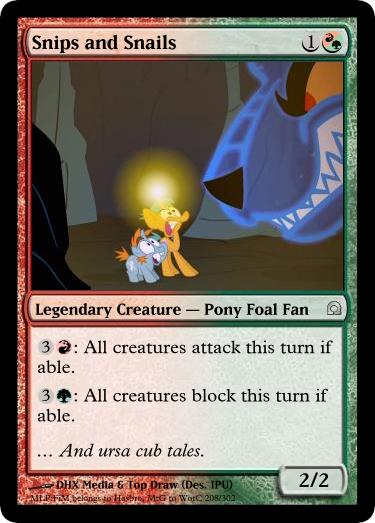 Snips and Snails 1
Legendary Creature — Pony Foal Fan
3 : All creatures attack this turn if
able.
3 : All creatures block this turn if
able.
… And ursa cub tales.
DHX Media & Top Draw (Des. IPU)
MLP:FiM belongs to Hasbro, MtG to WotC 208/302
2/2